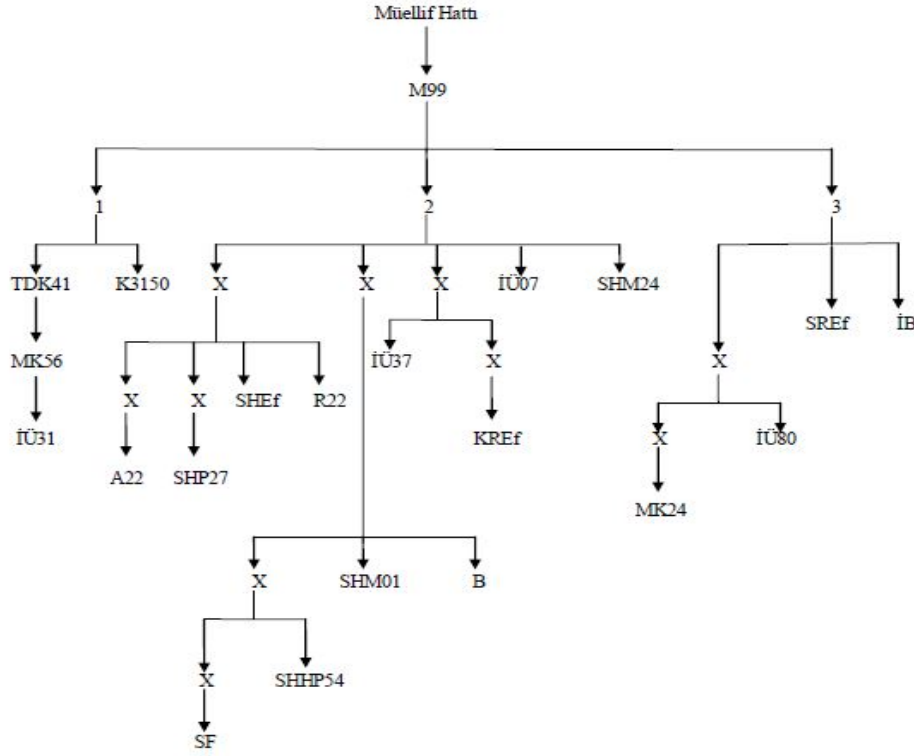 Müellif Hattı
M99
1 2 3
TDK41 K3150 X X X İÜ07 SHM24
SREf İB
MK56 İÜ37 X X
X X SHEf R22
İÜ31 KREf X İÜ80
A22 SHP27
MK24
X SHM01 B
X SHHP54
SF